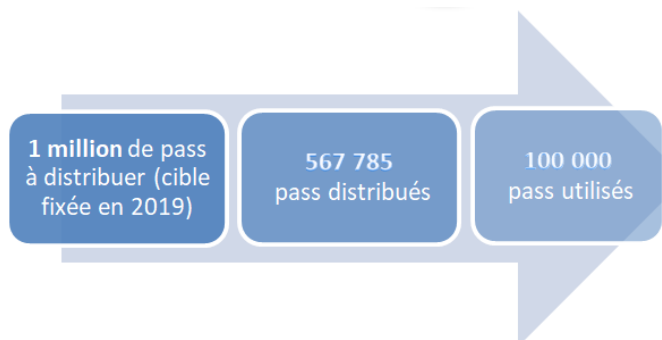 1 million de pass
à distribuer (cible
fixée en 2019)
567 785
pass distribués
100 000
pass utilisés